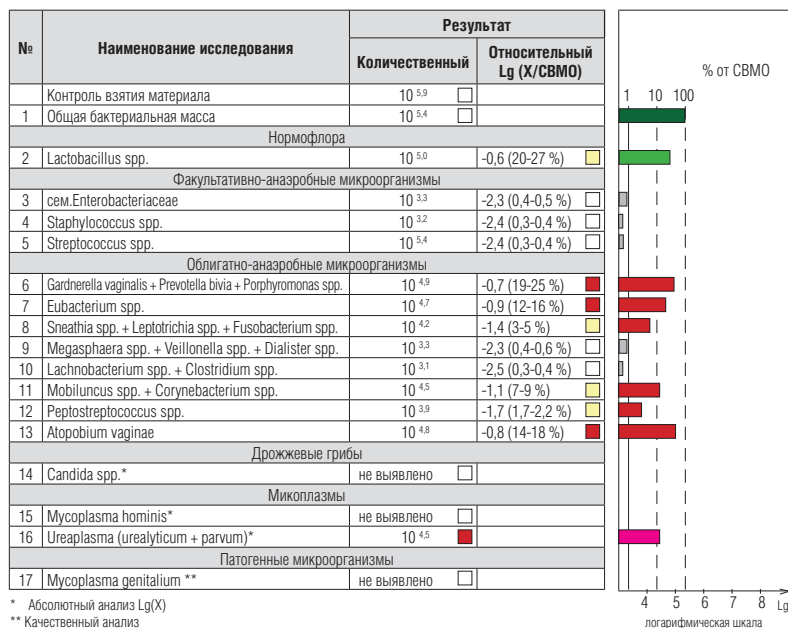 № Наименование исследования Результат
Количественный Относительный Lg (X/СВМО)
Контроль взятия материала 10 5,9
1 Общая бактериальная масса 10 5,4
Нормофлора
2 Lactobacillus spp. 10 5,0 -0,6 (20-27 %)
Факультативно-анаэробные микроорганизмы
3 сем.Enterobacteriaceae 10 3,3 -2,3 (0,4-0,5 %)
4 Staphylococcus spp. 10 3,2 -2,4 (0,3-0,4 %)
5 Streptococcus spp. 10 5,4 -2,4 (0,3-0,4 %)
Облигатно-анаэробные микроорганизмы
6 Gardnerella vaginalis + Prevotella bivia + Porphyromonas spp. 10 4,9 -0,7 (19-25 %)
7 Eubacterium spp. 10 4,7 -0,9 (12-16 %)
8 Sneathia spp. + Leptotrichia spp. + Fusobacterium spp. 10 4,2 -1,4 (3-5 %)
9 Megasphaera spp. + Veillonella spp. + Dialister spp. 10 3,3 -2,3 (0,4-0,6 %)
10 Lachnobacterium spp. + Clostridium spp. 10 3,1 -2,5 (0,3-0,4 %)
11 Mobiluncus spp. + Corynebacterium spp. 10 4,5 -1,1 (7-9 %)
12 Peptostreptococcus spp. 10 3,9 -1,7 (1,7-2,2 %)
13 Atopobium vaginae 10 4,8 -0,8 (14-18 %)
Дрожжевые грибы
14 Candida spp.* не выявлено
Микоплазмы
15 Mycoplasma hominis* не выявлено
16 Ureaplasma (urealyticum + parvum)* 10 4,5
Патогенные микроорганизмы
17 Mycoplasma genitalium ** не выявлено
* Абсолютный анализ Lg(X)
** Качественный анализ
% от СВМО
1 10 100
4 5 6 7 8 Lg
логарифмическая шкала